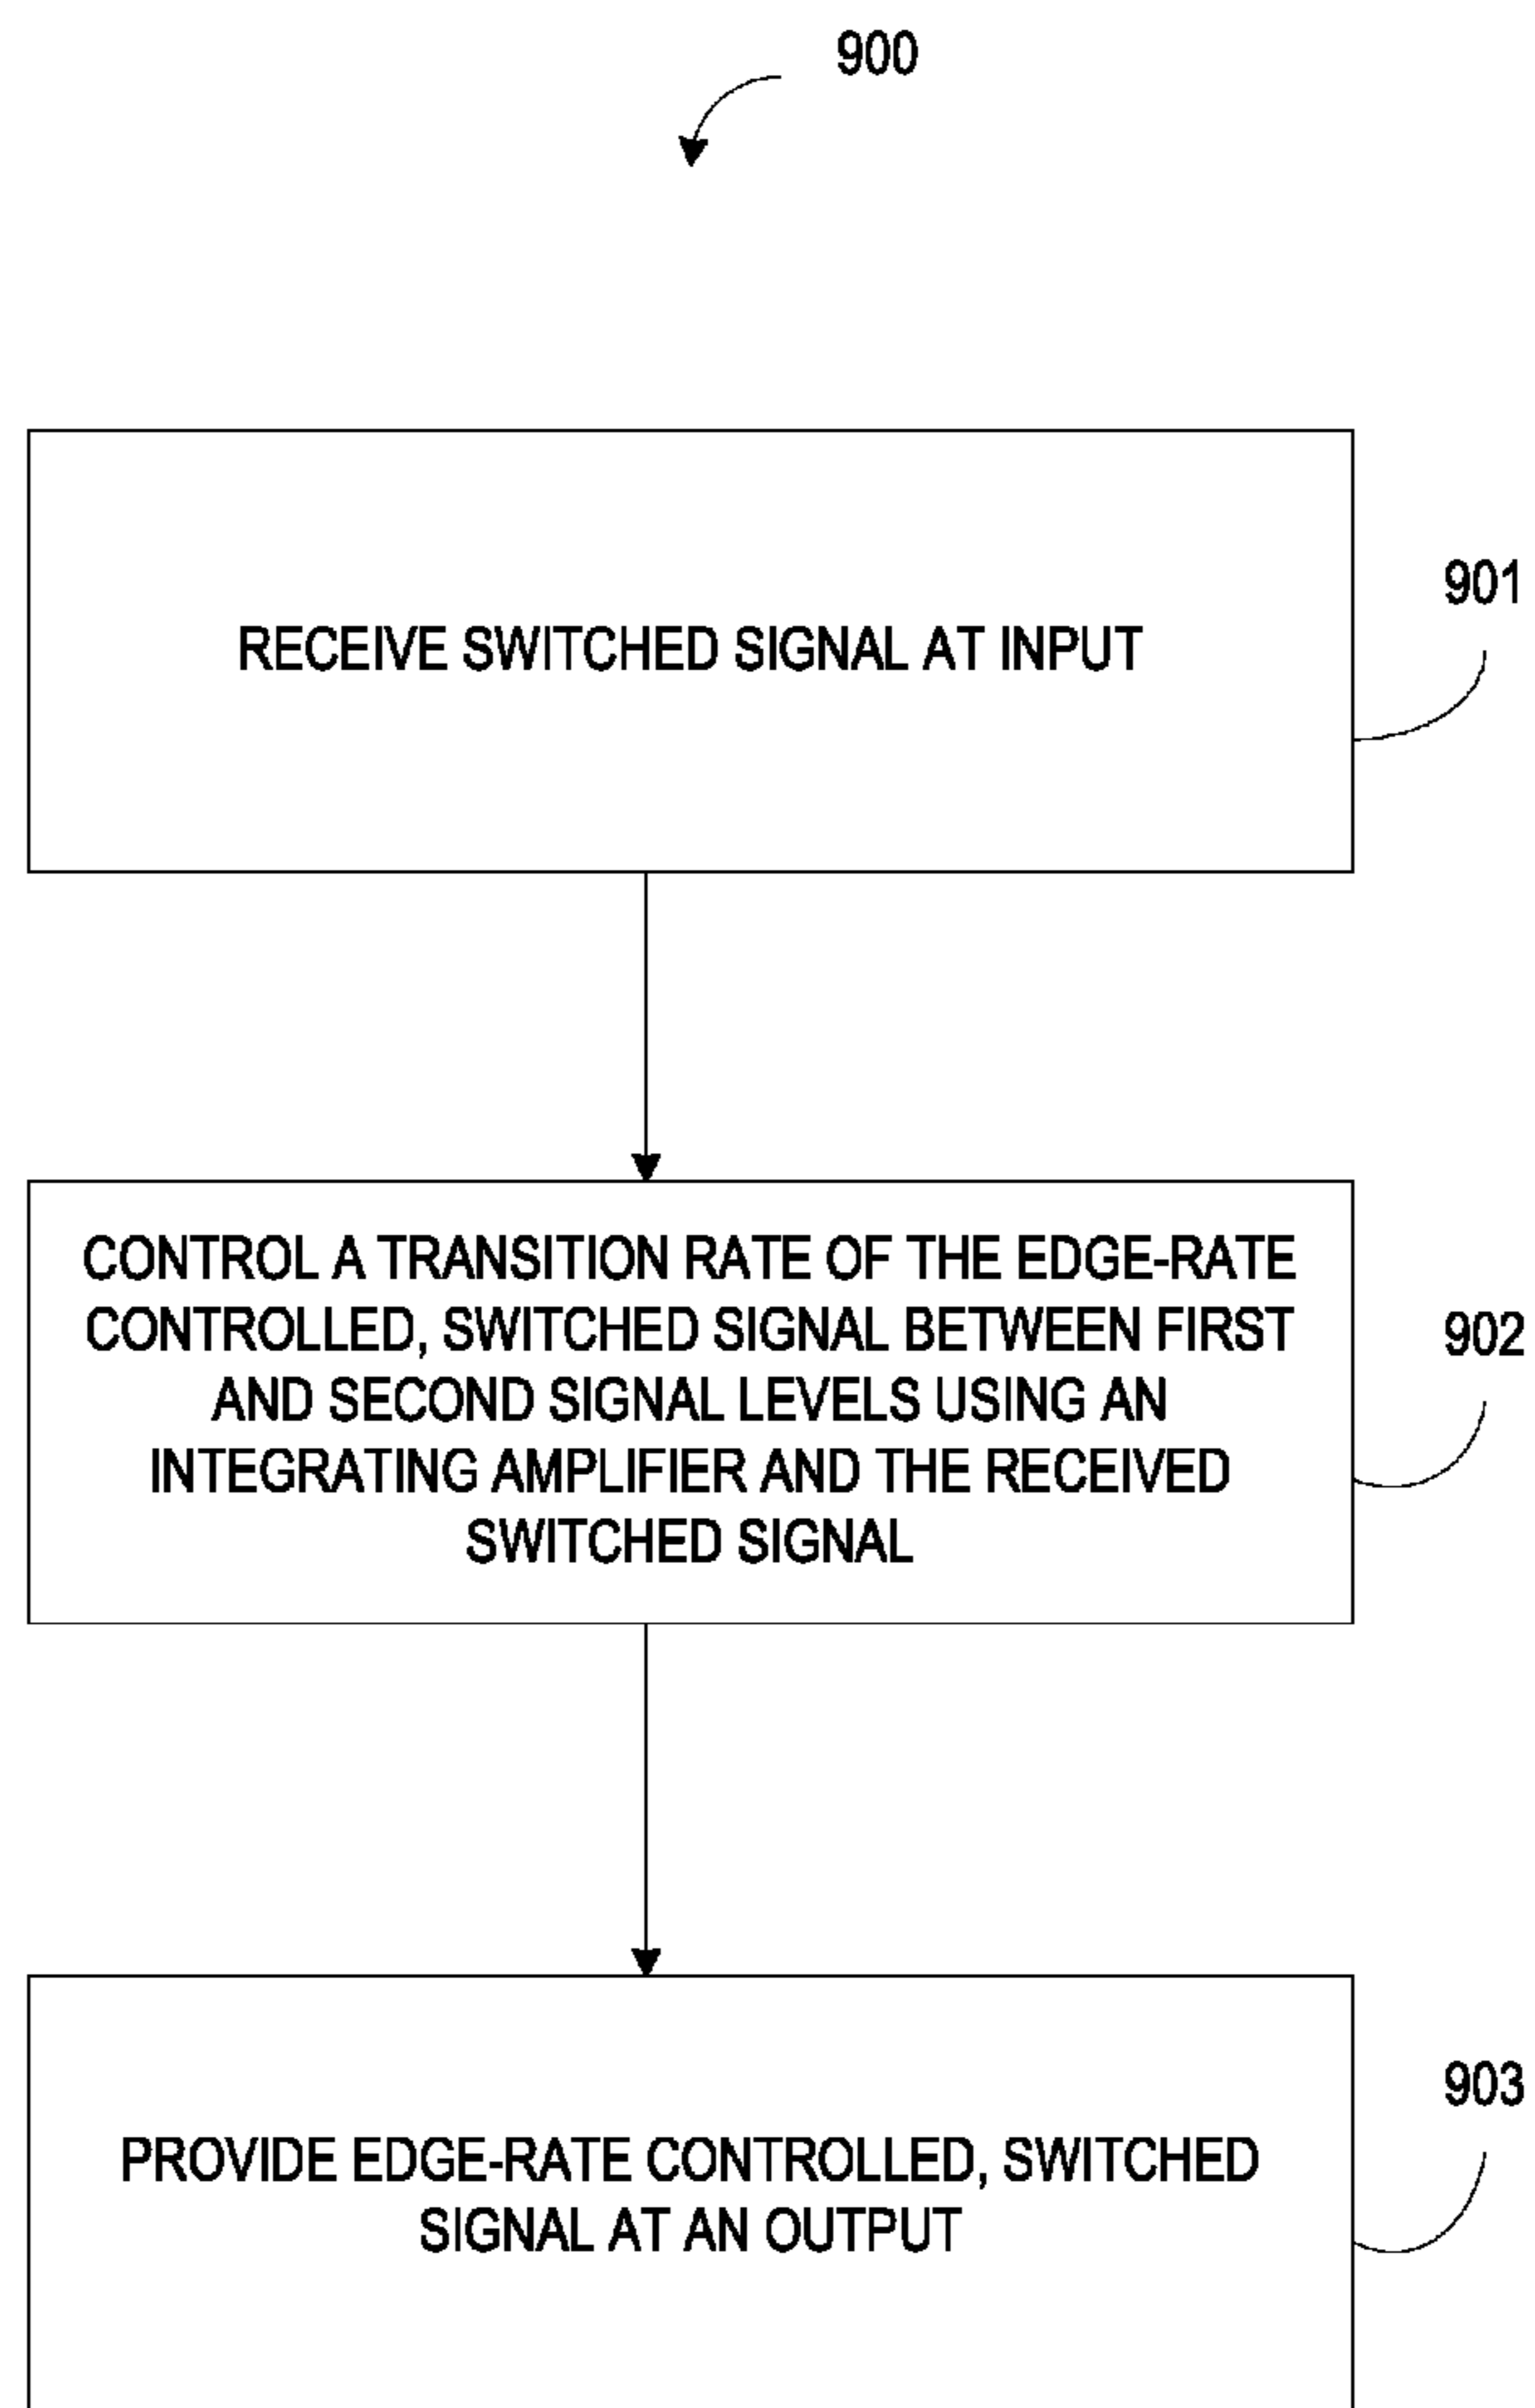 900
RECEIVE SWITCHED SIGNAL AT INPUT
901
CONTROL A TRANSITION RATE OF THE EDGE-RATE
CONTROLLED, SWITCHED SIGNAL BETWEEN FIRST
AND SECOND SIGNAL LEVELS USING AN
INTEGRATING AMPLIFIER AND THE RECEIVED
SWITCHED SIGNAL
902
PROVIDE EDGE-RATE CONTROLLED, SWITCHED
SIGNAL AT AN OUTPUT
903